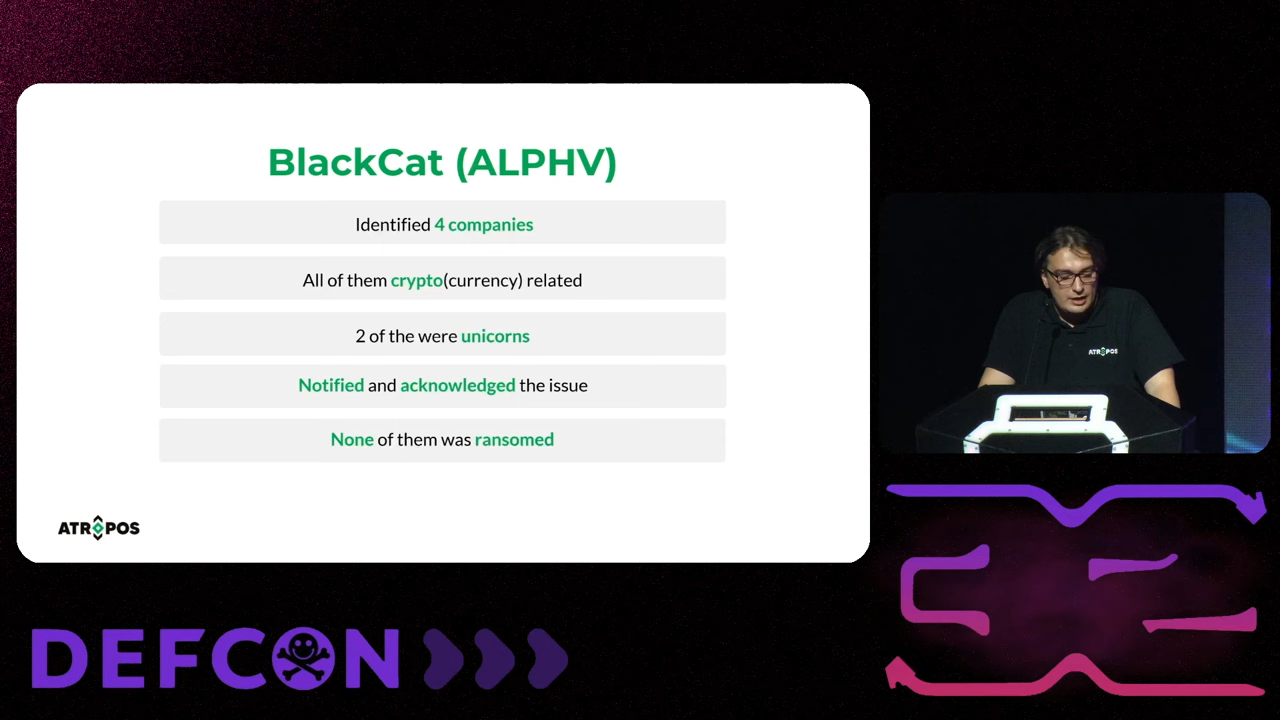 BlackCat (ALPHV)
Identified 4 companies
All of them crypto(currency) related
2 of the were unicorns
Notified and acknowledged the issue
None of them was ransomed
ATROPOS
ATROPOS
DEFCON